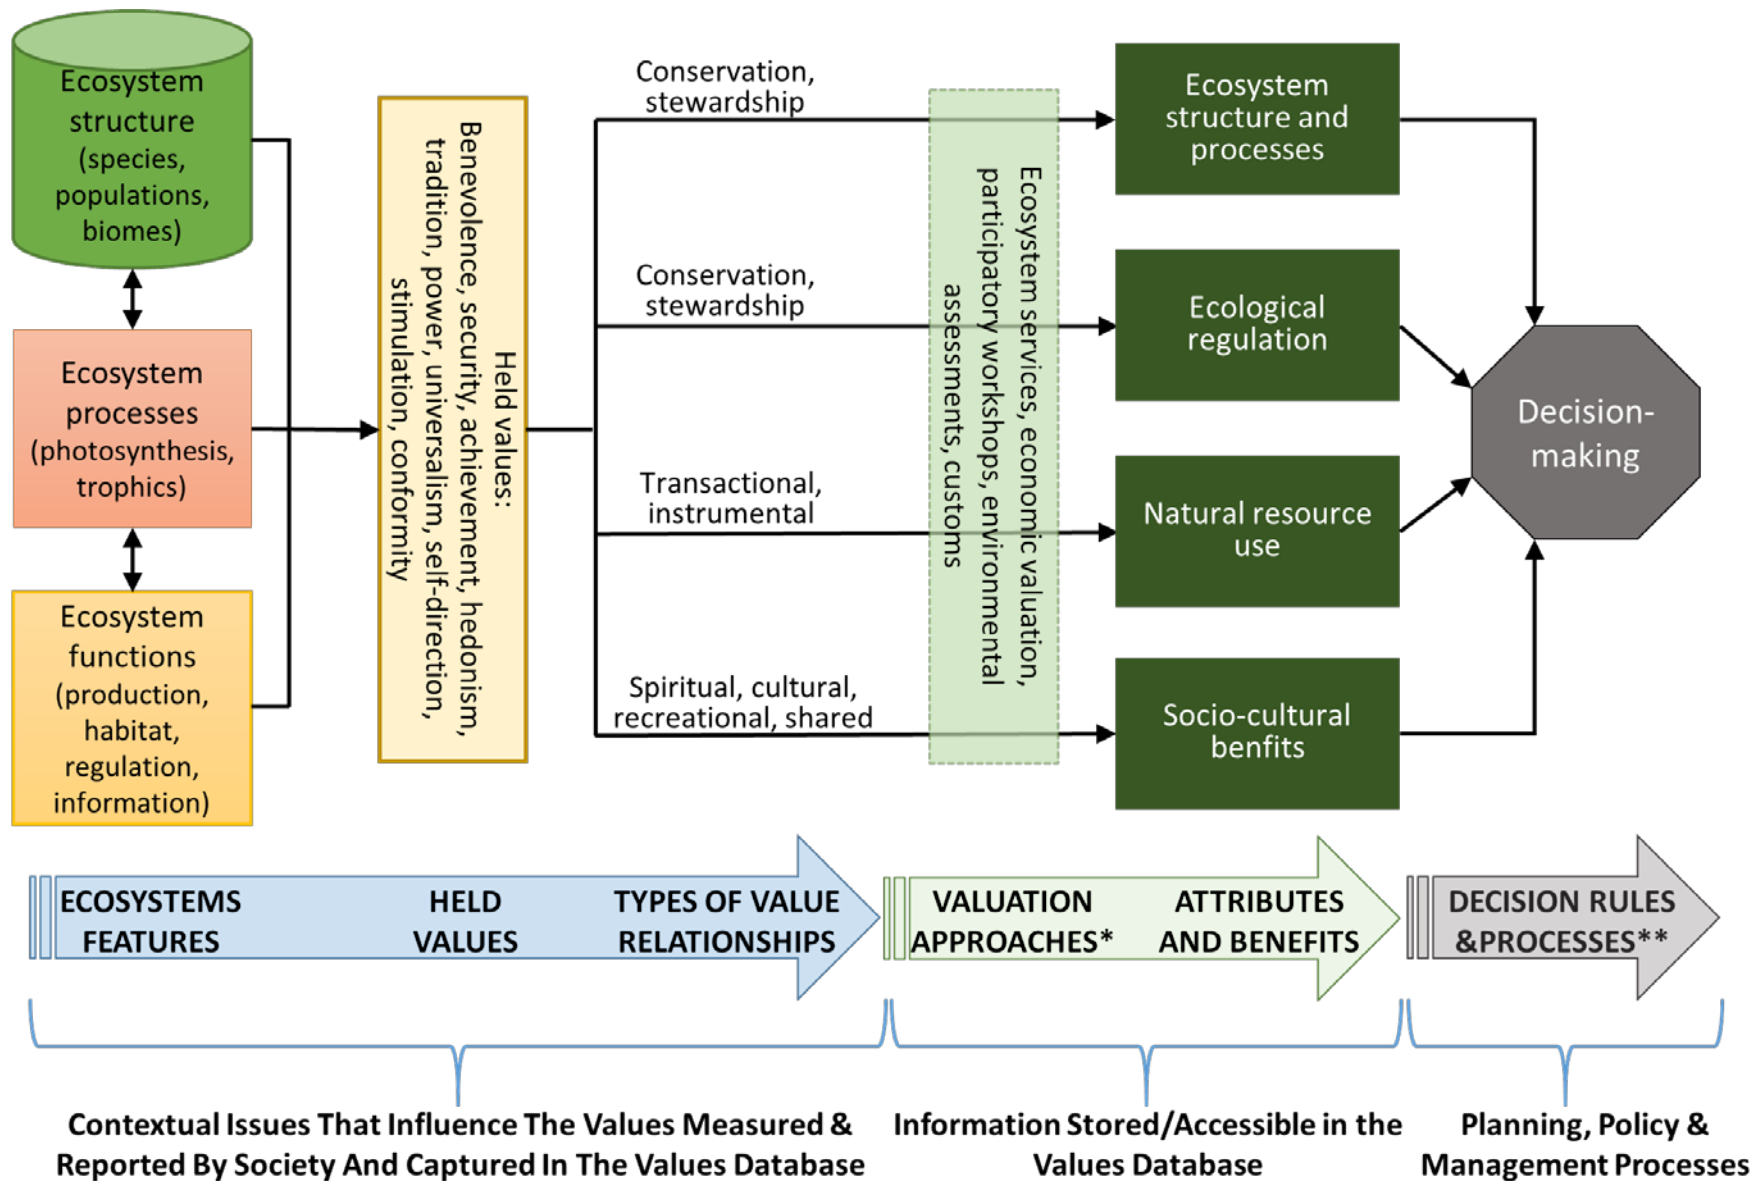 Ecosystem
structure
(species,
populations,
biomes)
Ecosystem
processes
(photosynthesis,
trophics)
Ecosystem
functions
(production,
habitat,
regulation,
information)
Held values:
Benevolence, security, achievement, hedonism,
tradition, power, universalism, self-direction,
stimulation, conformity
Conservation,
stewardship
Conservation,
stewardship
Transactional,
instrumental
Spiritual, cultural,
recreational, shared
Ecosystem services, economic valuation,
participatory workshops, environmental
assessments, customs
Ecosystem
structure and
processes
Ecological
regulation
Natural resource
use
Socio-cultural
benfits
Decision-
making
ECOSYSTEMS
FEATURES
HELD
VALUES
TYPES OF VALUE
RELATIONSHIPS
VALUATION
APPROACHES*
ATTRIBUTES
AND BENEFITS
DECISION RULES
&PROCESSES**
Contextual Issues That Influence The Values Measured &
Reported By Society And Captured In The Values Database
Information Stored/Accessible in the
Values Database
Planning, Policy &
Management Processes